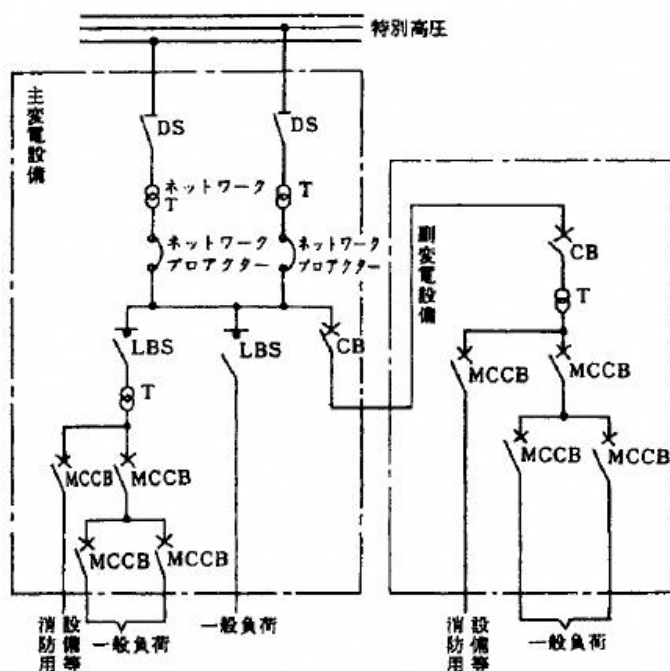 特別高圧
主変電設備
DS
DS
ネットワーク
T
T
ネットワーク
プロアクター
ネットワーク
プロアクター
副変電設備
CB
T
LBS
LBS
CB
MCCB
MCCB
T
MCCB
MCCB
MCCB
MCCB
MCCB
MCCB
消防用
設備等
一般負荷
一般負荷
消防用
設備等
一般負荷